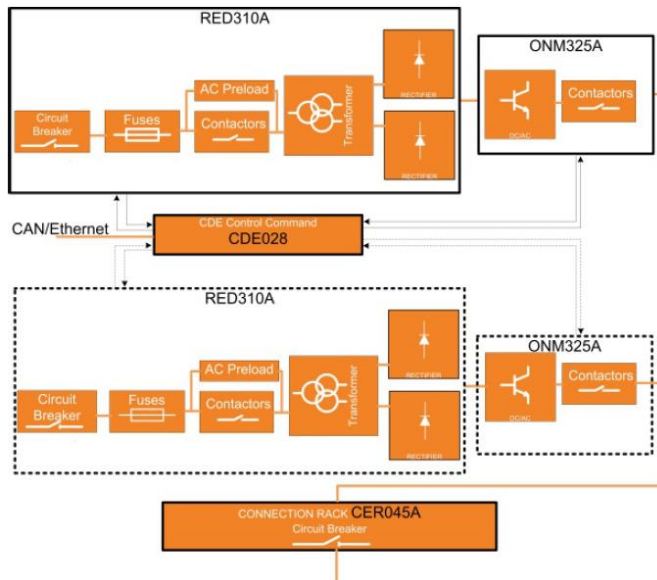 RED310A
ONM325A
AC Preload
RECTIFIER
Circuit
Breaker
Fuses
Contactors
Transformer
DC/AC
Contactors
RECTIFIER
CDE Control Command
CAN/Ethernet
CDE028
RED310A
ONM325A
AC Preload
RECTIFIER
Circuit
Breaker
Fuses
Contactors
Transformer
DC/AC
Contactors
RECTIFIER
CONNECTION RACK CER045A
Circuit Breaker